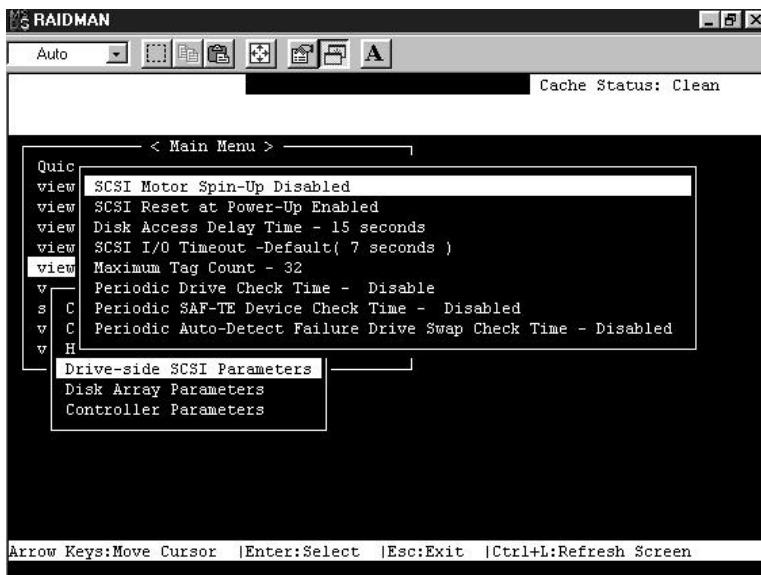 RAIDMAN
Auto
A
Cache Status: Clean
< Main Menu >
Quic
view
view
view
view
view
v
s C
v C
v H
SCSI Motor Spin-Up Disabled
SCSI Reset at Power-Up Enabled
Disk Access Delay Time - 15 seconds
SCSI I/O Timeout -Default( 7 seconds )
Maximum Tag Count - 32
Periodic Drive Check Time -  Disable
Periodic SAF-TE Device Check Time -  Disabled
Periodic Auto-Detect Failure Drive Swap Check Time - Disabled
Drive-side SCSI Parameters
Disk Array Parameters
Controller Parameters
Arrow Keys:Move Cursor  |Enter:Select  |Esc:Exit  |Ctrl+L:Refresh Screen